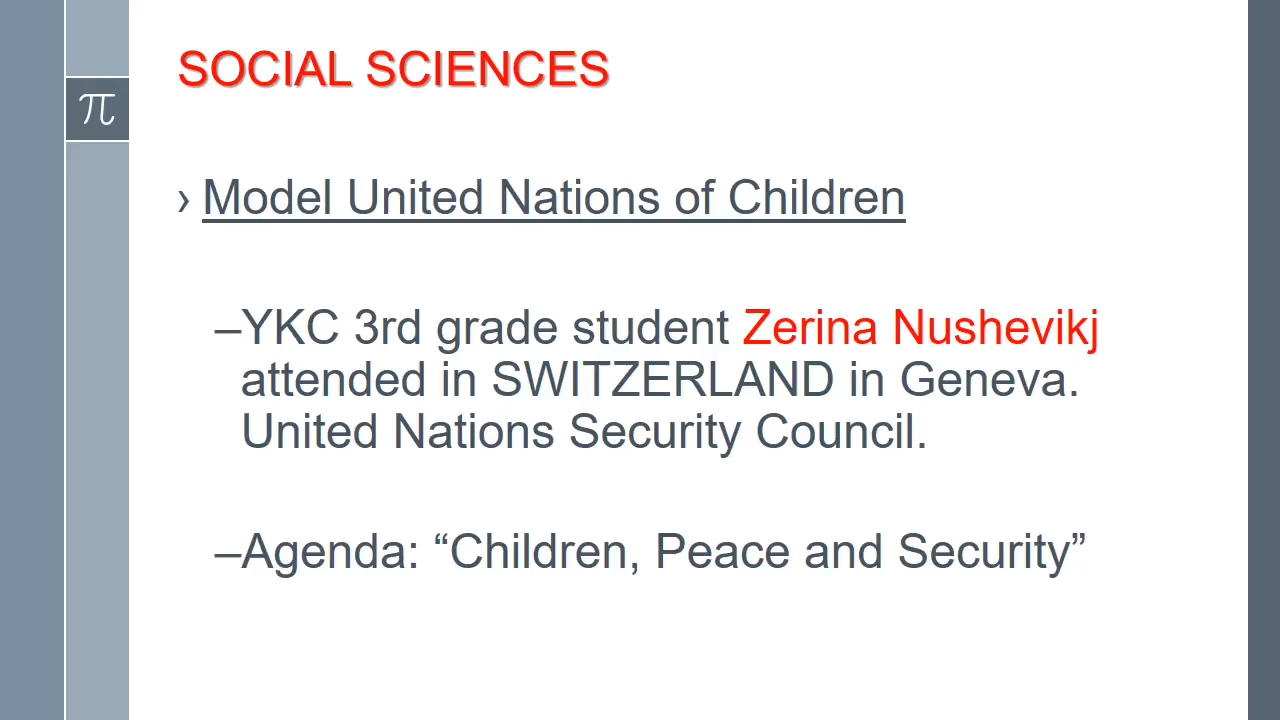 SOCIAL SCIENCES
π
› Model United Nations of Children
–YKC 3rd grade student Zerina Nushevikj
attended in SWITZERLAND in Geneva.
United Nations Security Council.
–Agenda: “Children, Peace and Security”